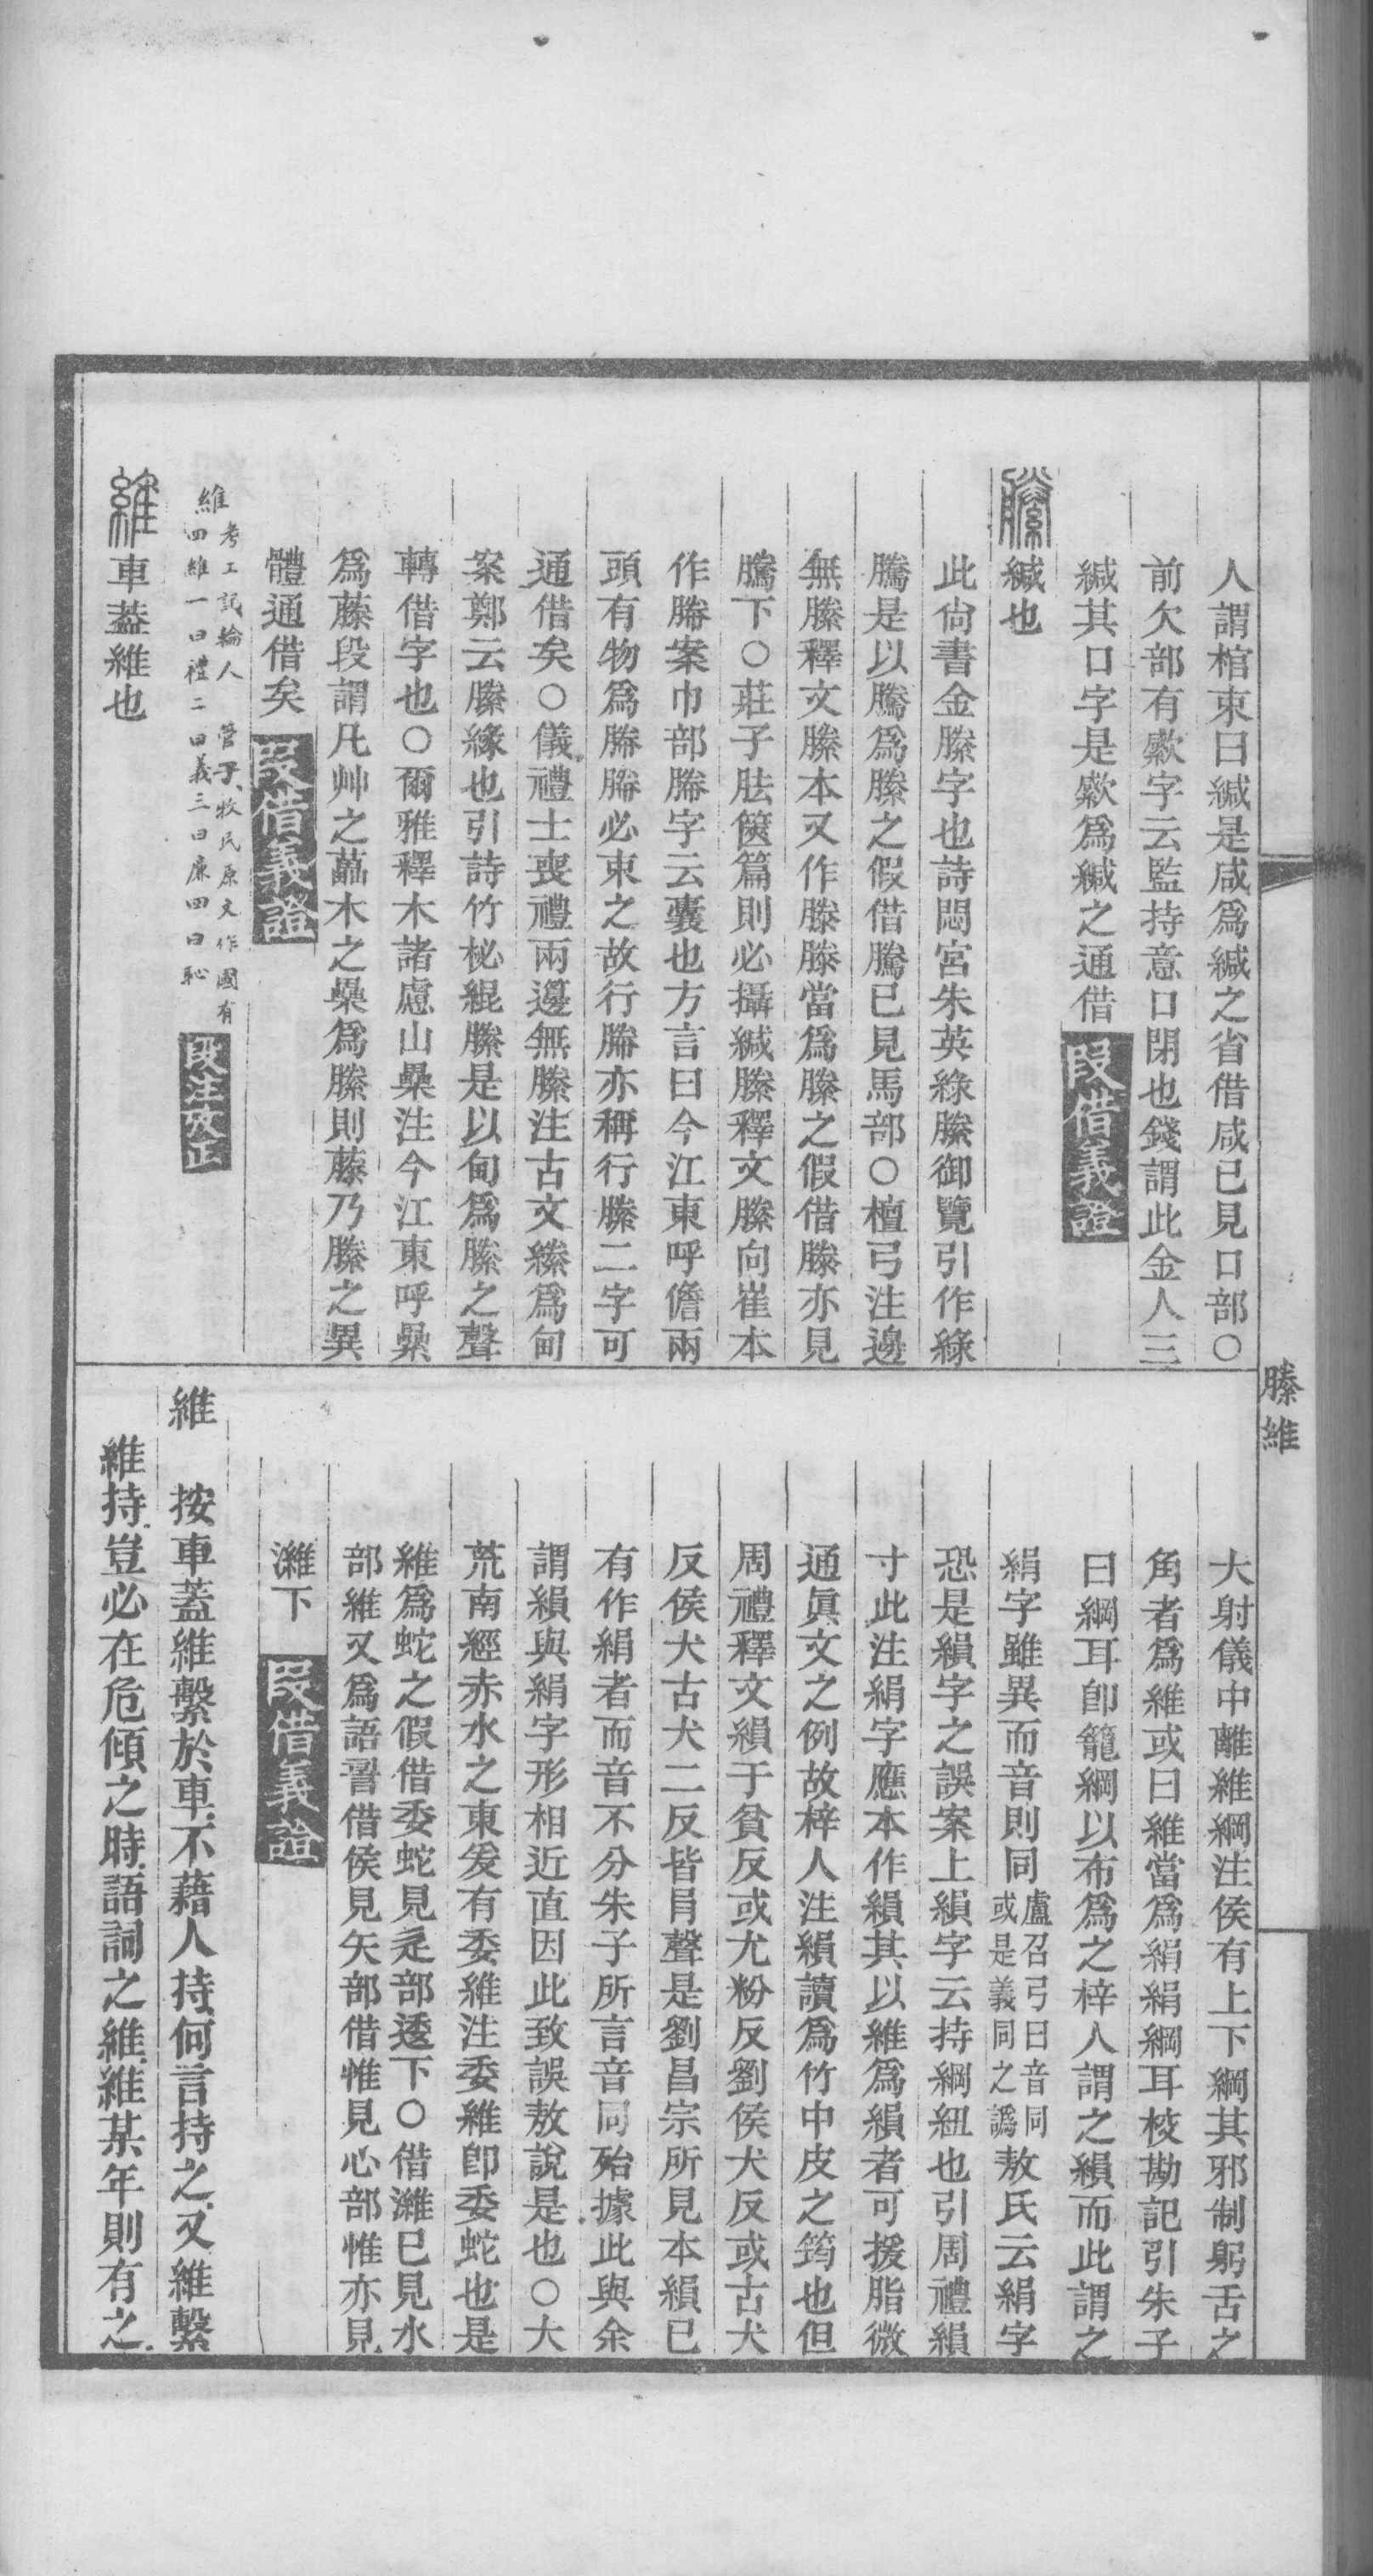 人謂棺束曰緘是咸爲緘之省借咸已見口部○
前欠部有歞字云監持意口閉也錢謂此金人三
緘其口字是歞爲緘之通借 叚借義證
縢 緘也
此尙書金縢字也詩閟宮朱英綠縢御覽引作綠
騰是以騰爲縢之假借騰已見馬部○檀弓注邊
無縢釋文縢本又作滕滕當爲縢之假借滕亦見
騰下○莊子胠篋篇則必攝緘縢釋文縢向崔本
作幐案巾部幐字云囊也方言曰今江東呼儋兩
頭有物爲幐幐必束之故行幐亦稱行縢二字可
通借矣○儀禮士喪禮兩籩無縢注古文縢爲甸
案鄭云縢緣也引詩竹柲緄縢是以甸爲縢之聲
轉借字也○爾雅釋木諸慮山櫐注今江東呼櫐
爲藤段謂凡艸之藟木之櫐爲縢則藤乃縢之異
體通借矣 叚借義證
維 考工記輪人 管子牧民原文作國有
四維一曰禮二曰義三曰廉四曰恥 段注攷正
維 車蓋維也
縢維
大射儀中離維綱注侯有上下綱其邪制躬舌之
角者爲維或曰維當爲絹絹綱耳校勘記引朱子
曰綱耳卽籠綱以布爲之梓人謂之縜而此謂之
絹字雖異而音則同盧召弓曰音同或是義同之譌敖氏云絹字
恐是縜字之誤案上縜字云持綱紐也引周禮縜
寸此注絹字應本作縜其以維爲縜者可援脂微
通眞文之例故梓人注縜讀爲竹中皮之筠也但
周禮釋文縜于貧反或尤粉反劉侯犬反或古犬
反侯犬古犬二反皆肙聲是劉昌宗所見本縜已
有作絹者而音不分朱子所言音同殆據此與余
謂縜與絹字形相近直因此致誤敖說是也○大
荒南經赤水之東爰有委維注委維卽委蛇也是
維爲蛇之假借委蛇見辵部逶下○借濰已見水
部維又爲語詈借侯見矢部借惟見心部惟亦見
濰下 叚借義證
維 按車蓋維繫於車不藉人持何言持之又維繫
維持豈必在危傾之時語詞之維維某年則有之